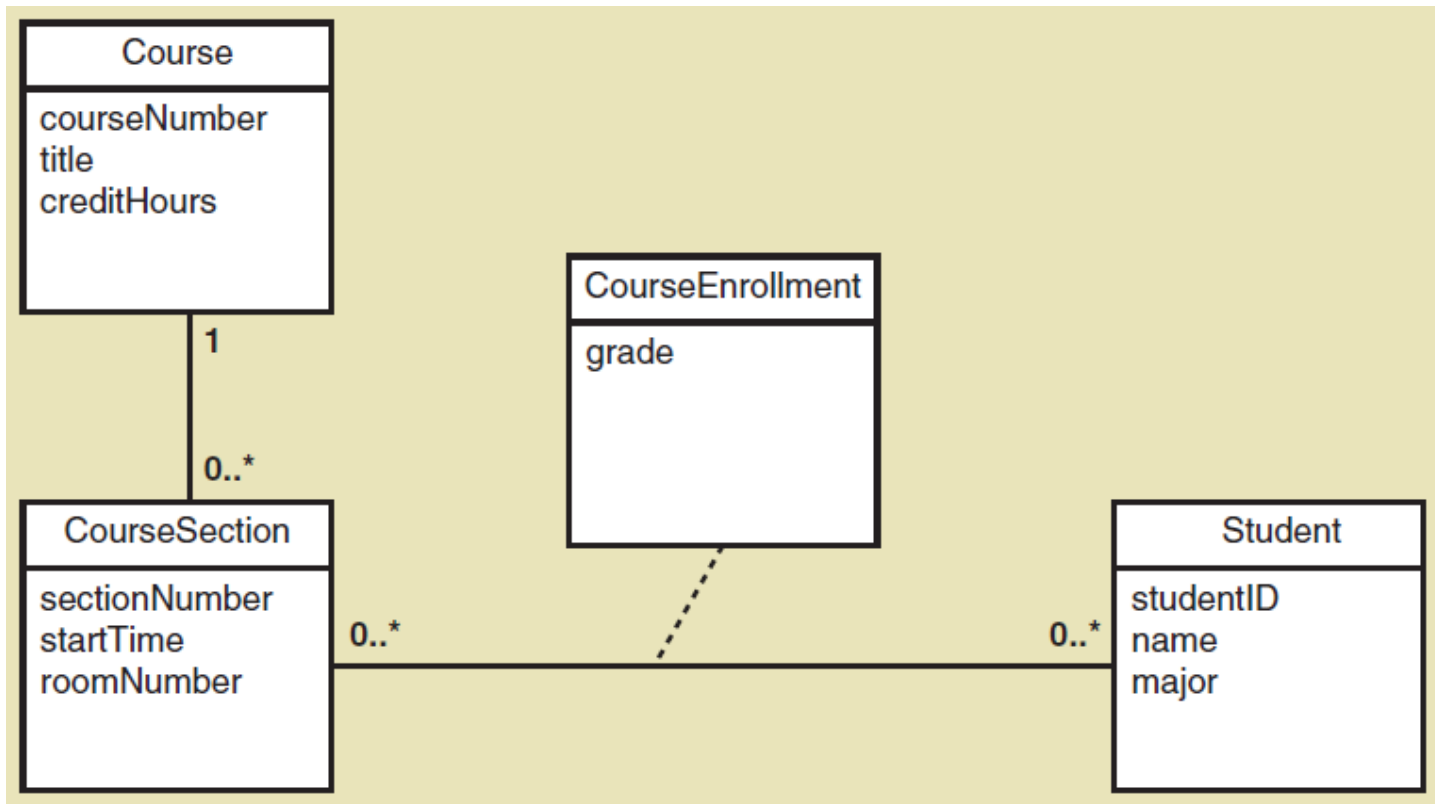 Course
courseNumber
title
creditHours
1
0..*
CourseEnrollment
grade
CourseSection
sectionNumber
startTime
roomNumber
0..*
0..*
Student
studentID
name
major